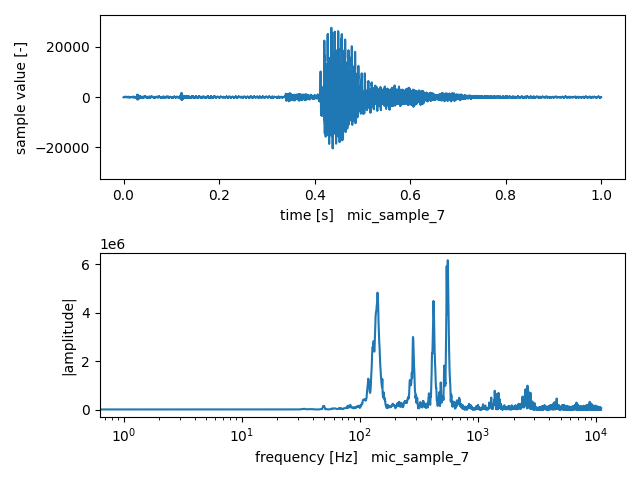 sample value [-]
20000
0
−20000
0.0 0.2 0.4 0.6 0.8 1.0
time [s]   mic_sample_7
1e6
|amplitude|
6
4
2
0
10⁰ 10¹ 10² 10³ 10⁴
frequency [Hz]   mic_sample_7